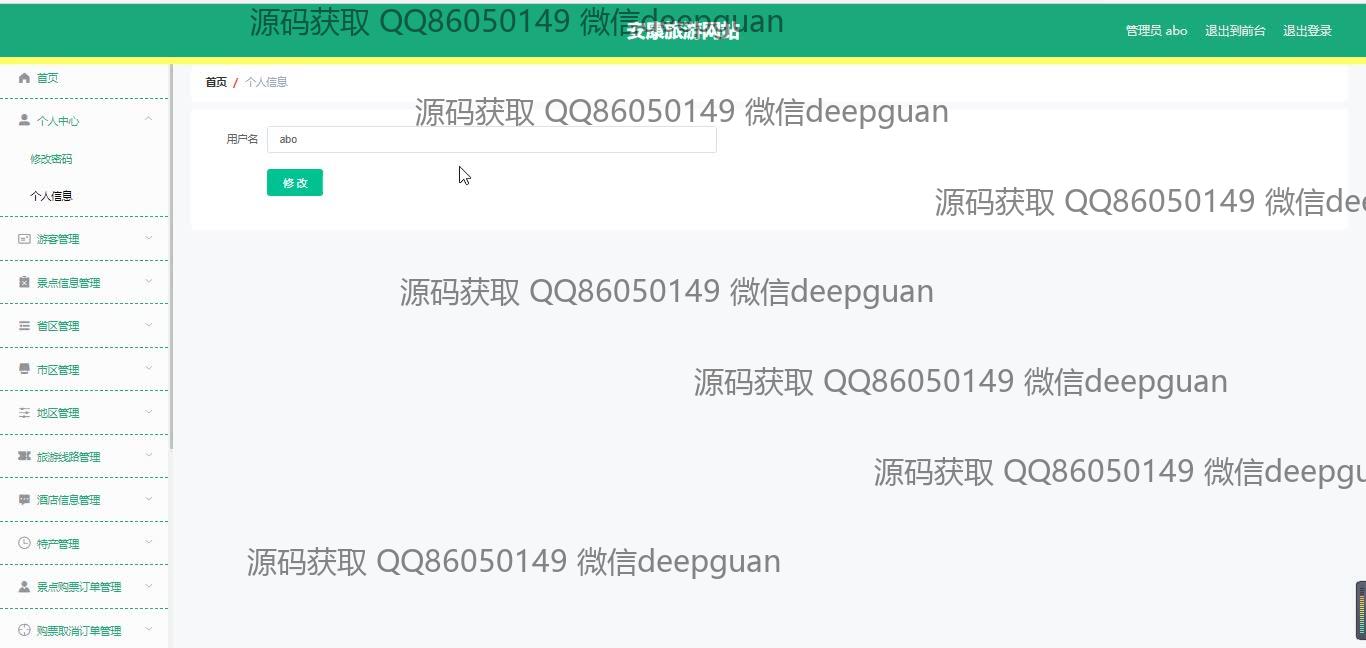 源码获取 QQ86050149 微信deepguan
安康旅游网站
管理员 abo 退出到前台 退出登录
首页
首页 / 个人信息
个人中心
源码获取 QQ86050149 微信deepguan
用户名 abo
修改密码
修改
个人信息
源码获取 QQ86050149 微信dee
游客管理
景点信息管理
源码获取 QQ86050149 微信deepguan
省区管理
市区管理
源码获取 QQ86050149 微信deepguan
地区管理
旅游线路管理
源码获取 QQ86050149 微信deepgu
酒店信息管理
特产管理
源码获取 QQ86050149 微信deepguan
景点购票订单管理
购票取消订单管理